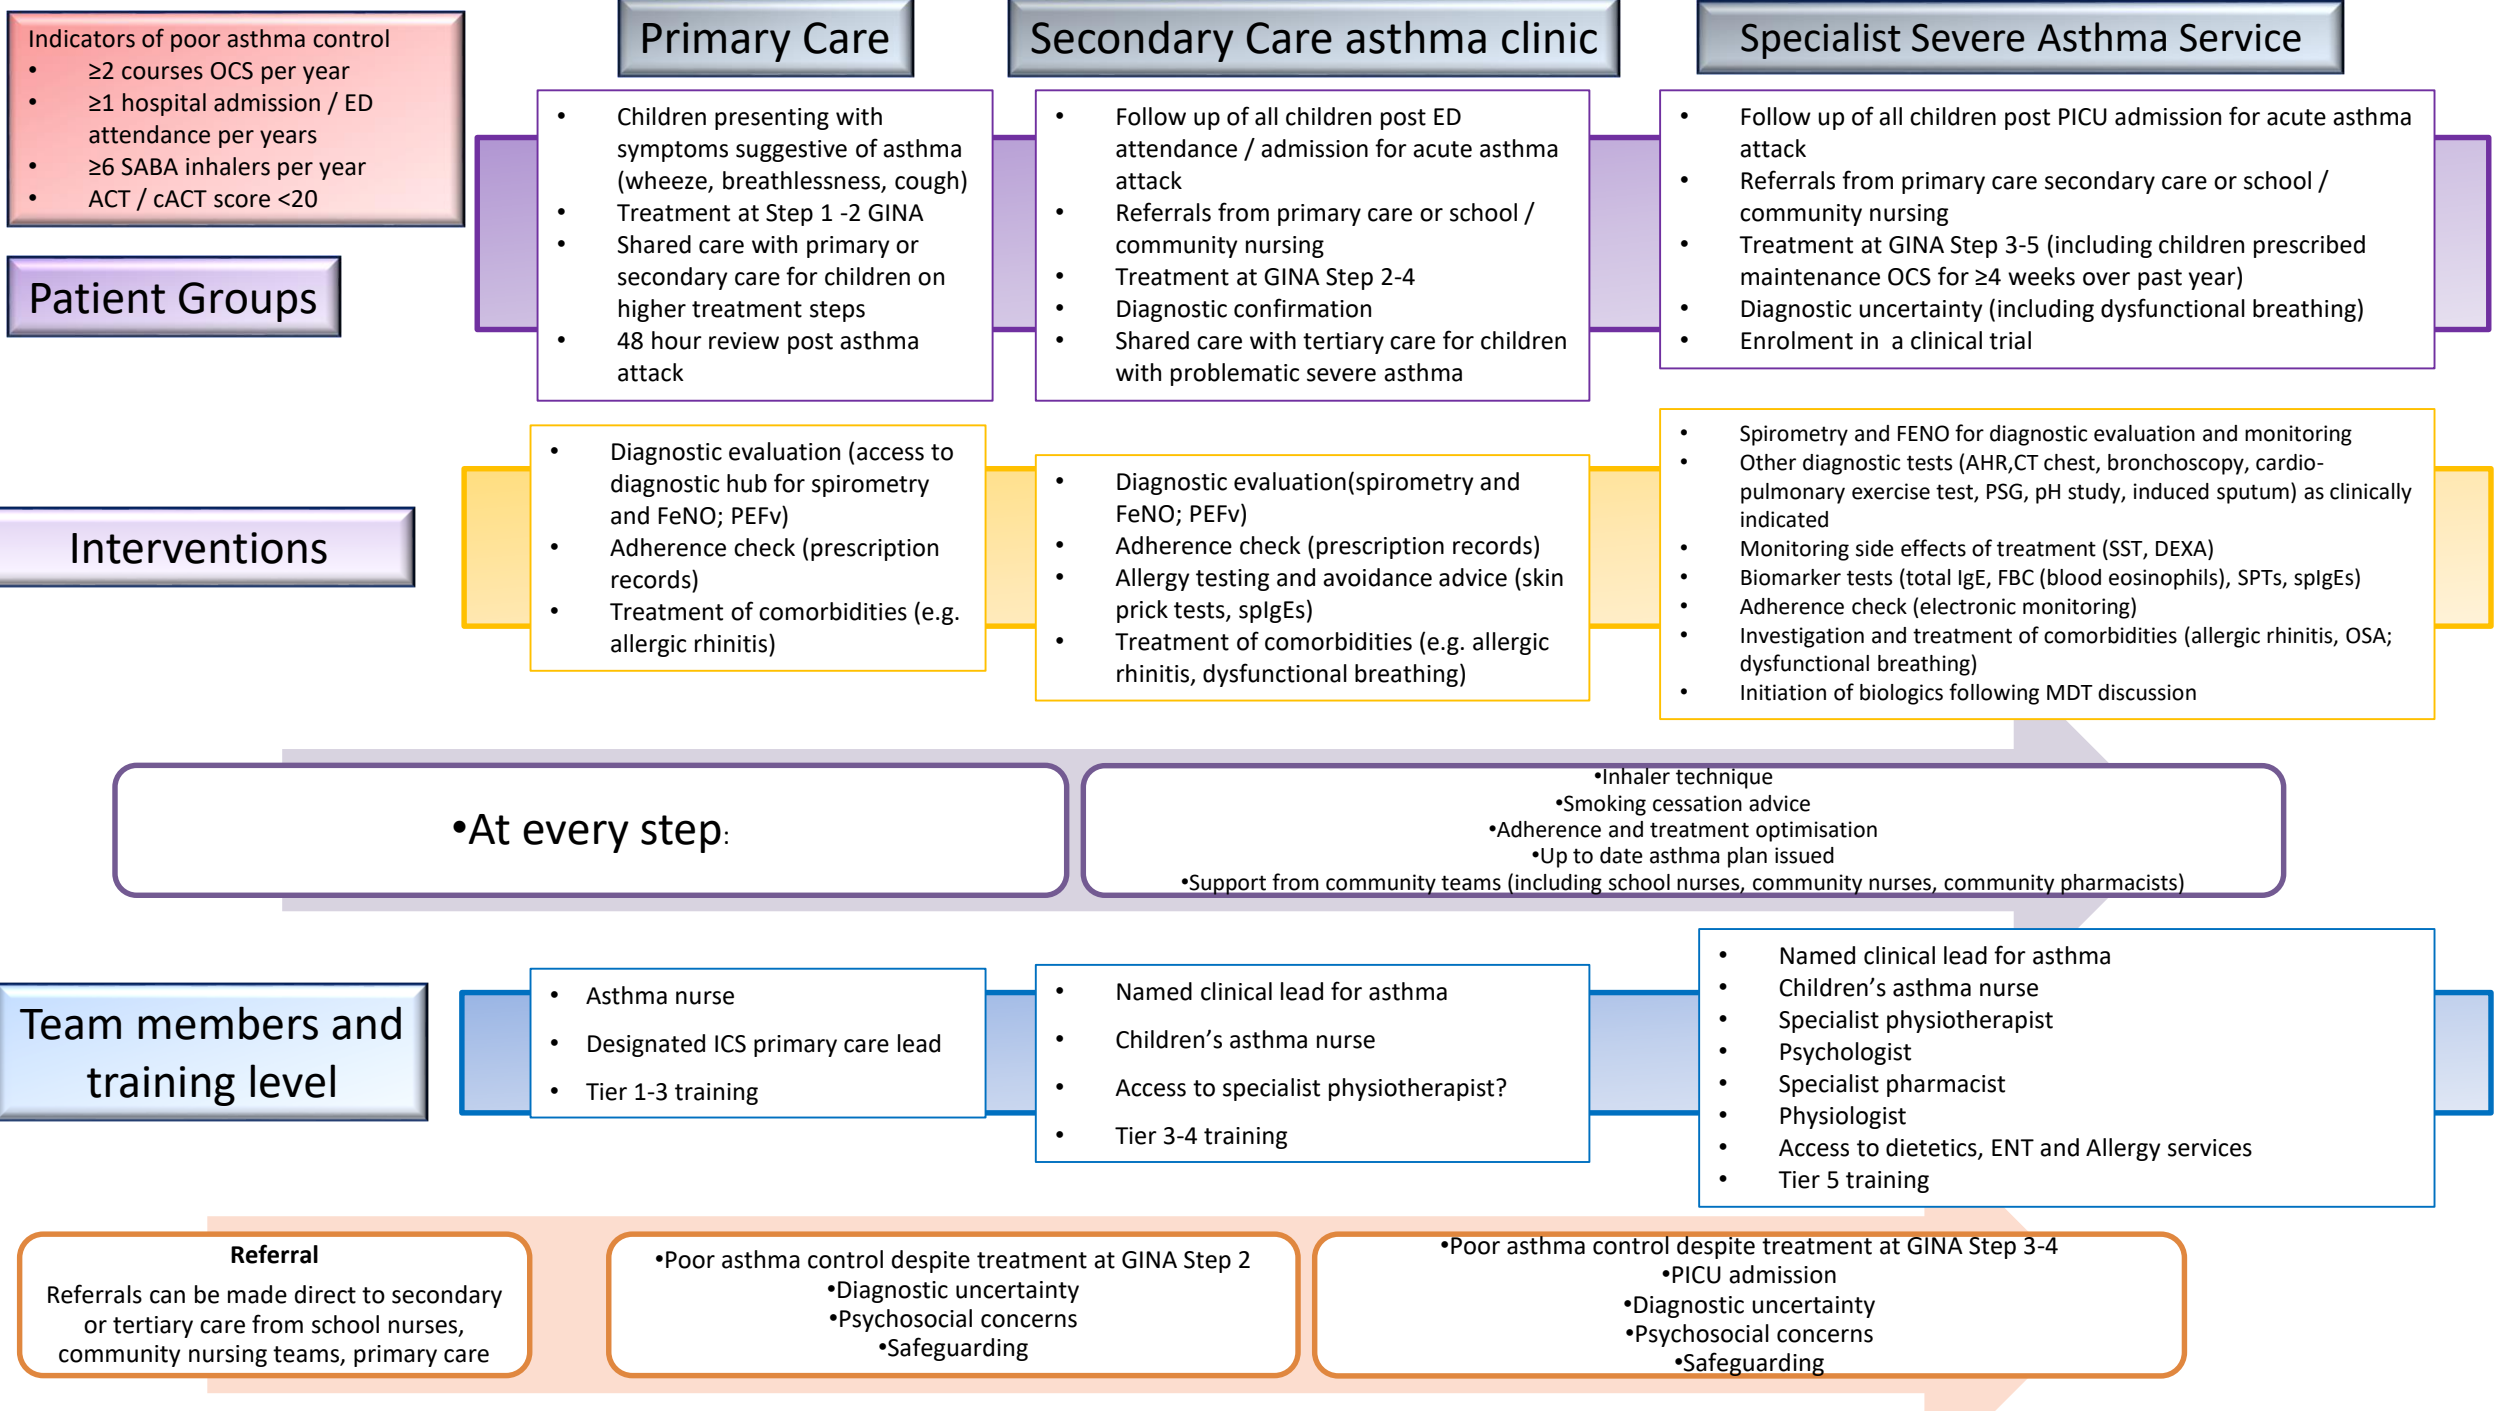 Indicators of poor asthma control
• ≥2 courses OCS per year
• ≥1 hospital admission / ED
attendance per years
• ≥6 SABA inhalers per year
• ACT / cACT score <20
Primary Care
Secondary Care asthma clinic
Specialist Severe Asthma Service
Patient Groups
• Children presenting with
symptoms suggestive of asthma
(wheeze, breathlessness, cough)
• Treatment at Step 1 -2 GINA
• Shared care with primary or
secondary care for children on
higher treatment steps
• 48 hour review post asthma
attack
• Follow up of all children post ED
attendance / admission for acute asthma
attack
• Referrals from primary care or school /
community nursing
• Treatment at GINA Step 2-4
• Diagnostic confirmation
• Shared care with tertiary care for children
with problematic severe asthma
• Follow up of all children post PICU admission for acute asthma
attack
• Referrals from primary care secondary care or school /
community nursing
• Treatment at GINA Step 3-5 (including children prescribed
maintenance OCS for ≥4 weeks over past year)
• Diagnostic uncertainty (including dysfunctional breathing)
• Enrolment in  a clinical trial
Interventions
• Diagnostic evaluation (access to
diagnostic hub for spirometry
and FeNO; PEFv)
• Adherence check (prescription
records)
• Treatment of comorbidities (e.g.
allergic rhinitis)
• Diagnostic evaluation(spirometry and
FeNO; PEFv)
• Adherence check (prescription records)
• Allergy testing and avoidance advice (skin
prick tests, spIgEs)
• Treatment of comorbidities (e.g. allergic
rhinitis, dysfunctional breathing)
• Spirometry and FENO for diagnostic evaluation and monitoring
• Other diagnostic tests (AHR,CT chest, bronchoscopy, cardio-
pulmonary exercise test, PSG, pH study, induced sputum) as clinically
indicated
• Monitoring side effects of treatment (SST, DEXA)
• Biomarker tests (total IgE, FBC (blood eosinophils), SPTs, spIgEs)
• Adherence check (electronic monitoring)
• Investigation and treatment of comorbidities (allergic rhinitis, OSA;
dysfunctional breathing)
• Initiation of biologics following MDT discussion
•At every step:
•Inhaler technique
•Smoking cessation advice
•Adherence and treatment optimisation
•Up to date asthma plan issued
•Support from community teams (including school nurses, community nurses, community pharmacists)
Team members and
training level
• Asthma nurse
• Designated ICS primary care lead
• Tier 1-3 training
• Named clinical lead for asthma
• Children's asthma nurse
• Access to specialist physiotherapist?
• Tier 3-4 training
• Named clinical lead for asthma
• Children's asthma nurse
• Specialist physiotherapist
• Psychologist
• Specialist pharmacist
• Physiologist
• Access to dietetics, ENT and Allergy services
• Tier 5 training
Referral
Referrals can be made direct to secondary
or tertiary care from school nurses,
community nursing teams, primary care
•Poor asthma control despite treatment at GINA Step 2
•Diagnostic uncertainty
•Psychosocial concerns
•Safeguarding
•Poor asthma control despite treatment at GINA Step 3-4
•PICU admission
•Diagnostic uncertainty
•Psychosocial concerns
•Safeguarding